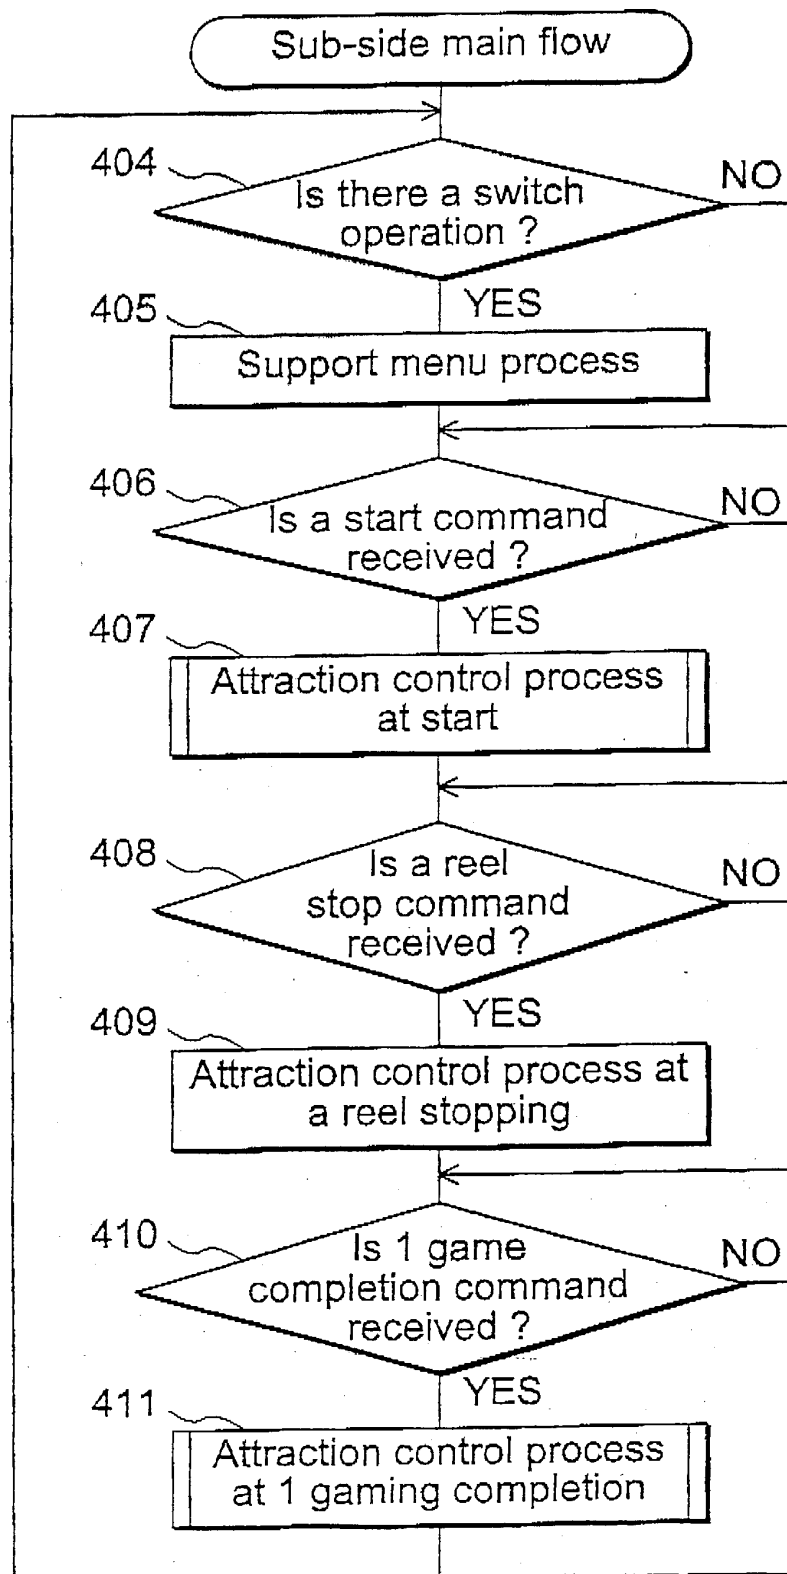 Sub-side main flow
404
Is there a switch
operation ?
NO
YES
405
Support menu process
406
Is a start command
received ?
NO
YES
407
Attraction control process
at start
408
Is a reel
stop command
received ?
NO
YES
409
Attraction control process at
a reel stopping
410
Is 1 game
completion command
received ?
NO
YES
411
Attraction control process
at 1 gaming completion